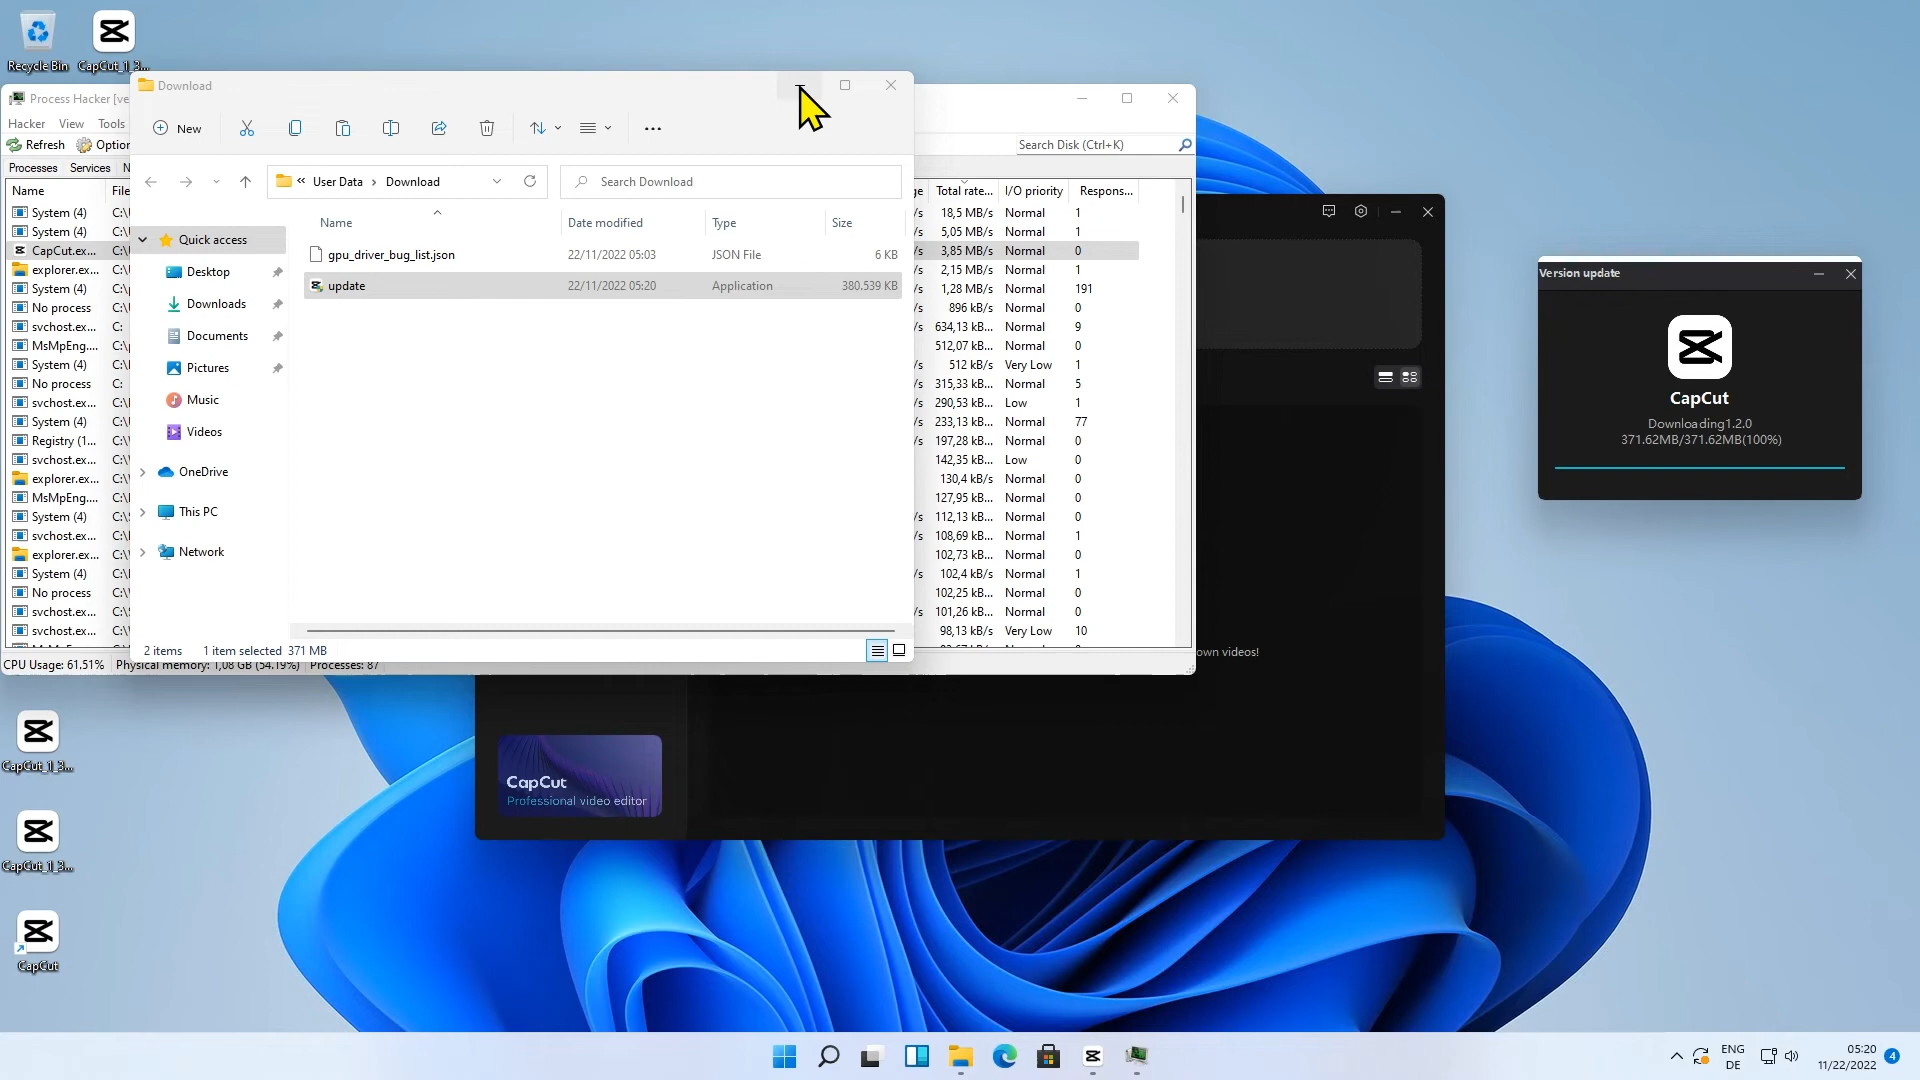 Recycle Bin
CapCut_1_3...
Download
Process Hacker [ve
Hacker View Tools
New
Refresh Option
Search Disk (Ctrl+K)
Processes Services N
User Data Download
Search Download
Name File
ge Total rate... I/O priority Respons...
Name Date modified Type Size
Quick access
Desktop
Downloads
Documents
Pictures
Music
Videos
OneDrive
This PC
Network
gpu_driver_bug_list.json 22/11/2022 05:03 JSON File 6 KB
update 22/11/2022 05:20 Application 380.539 KB
2 items 1 item selected 371 MB
System (4) C:\
System (4) C:\
CapCut.ex... C:\
explorer.ex... C:\
System (4) C:\p
No process C:\
svchost.ex... C:
MsMpEng.... C:\p
System (4) C:\
No process C:
svchost.ex... C:\
System (4) C:\
Registry (1... C:\
svchost.ex... C:\
explorer.ex... C:\
MsMpEng.... C:\
System (4) C:\
svchost.ex... C:\
explorer.ex... C:\
System (4) C:\
No process C:\
svchost.ex... C:\
svchost.ex... C:\
/s 18,5 MB/s Normal 1
/s 5,05 MB/s Normal 1
/s 3,85 MB/s Normal 0
/s 2,15 MB/s Normal 1
/s 1,28 MB/s Normal 191
896 kB/s Normal 0
/s 634,13 kB... Normal 9
512,07 kB... Normal 0
/s 512 kB/s Very Low 1
/s 315,33 kB... Normal 5
/s 290,53 kB... Low 1
/s 233,13 kB... Normal 77
197,28 kB... Normal 0
142,35 kB... Low 0
130,4 kB/s Normal 0
127,95 kB... Normal 0
/s 112,13 kB... Normal 0
/s 108,69 kB... Normal 1
102,73 kB... Normal 0
/s 102,4 kB/s Normal 1
102,25 kB... Normal 0
/s 101,26 kB... Normal 0
98,13 kB/s Very Low 10
CPU Usage: 61.51% Physical memory: 1,08 GB (54.19%) Processes: 87
own videos!
CapCut
Professional video editor
Version update
CapCut
Downloading1.2.0
371.62MB/371.62MB(100%)
CapCut_1_3...
CapCut_1_3...
CapCut
ENG
DE
05:20
11/22/2022
4